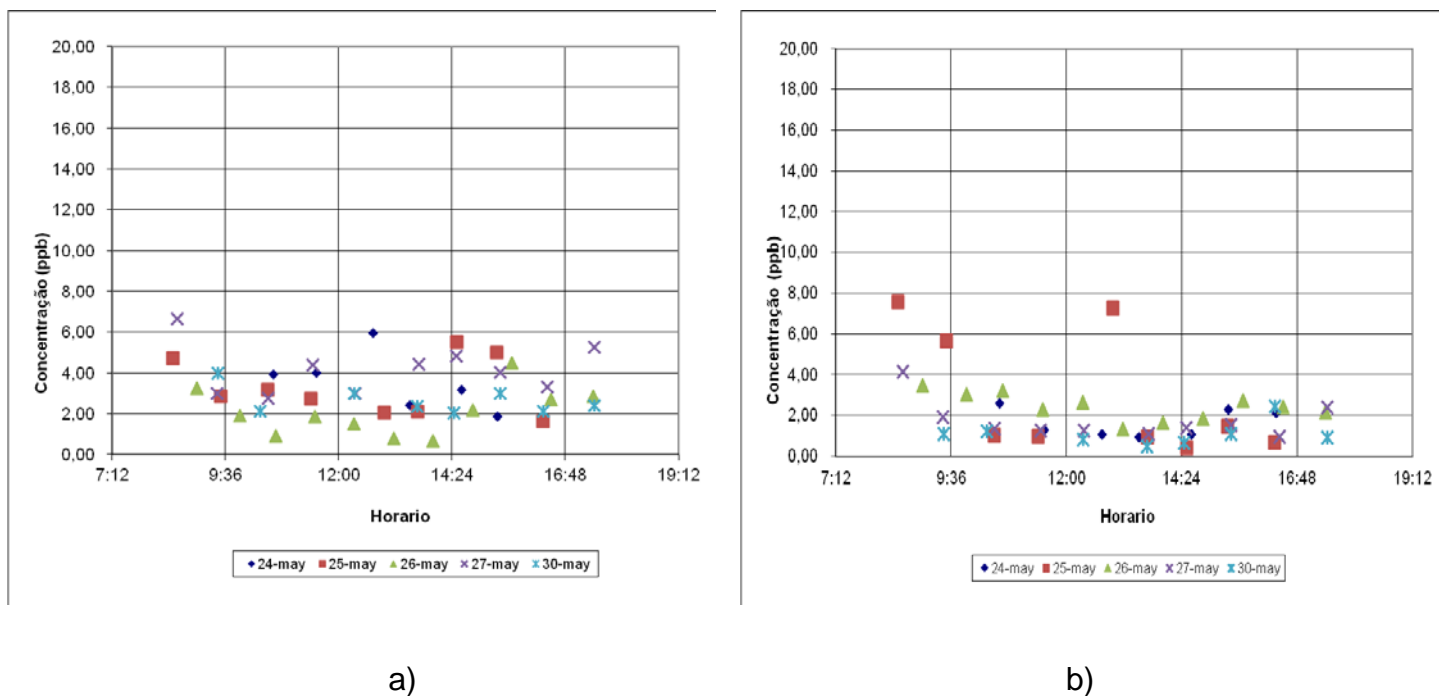 20,00
18,00
16,00
14,00
12,00
10,00
8,00
6,00
4,00
2,00
0,00
Concentração (ppb)
7:12 9:36 12:00 14:24 16:48 19:12
Horario
24-may 25-may 26-may 27-may 30-may
a)
20,00
18,00
16,00
14,00
12,00
10,00
8,00
6,00
4,00
2,00
0,00
Concentração (ppb)
7:12 9:36 12:00 14:24 16:48 19:12
Horario
24-may 25-may 26-may 27-may 30-may
b)